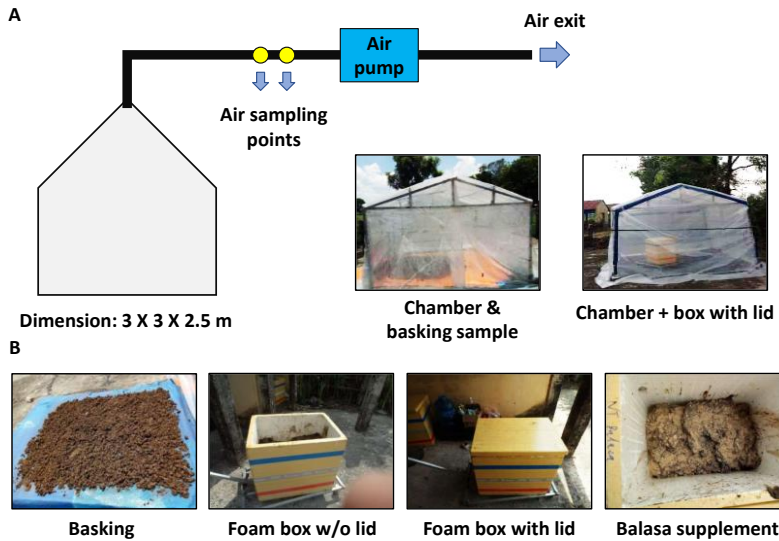 A
Air exit
Air
pump
Air sampling
points
Chamber &
basking sample
Chamber + box with lid
Dimension: 3 X 3 X 2.5 m
B
Basking
Foam box w/o lid
Foam box with lid
Balasa supplement